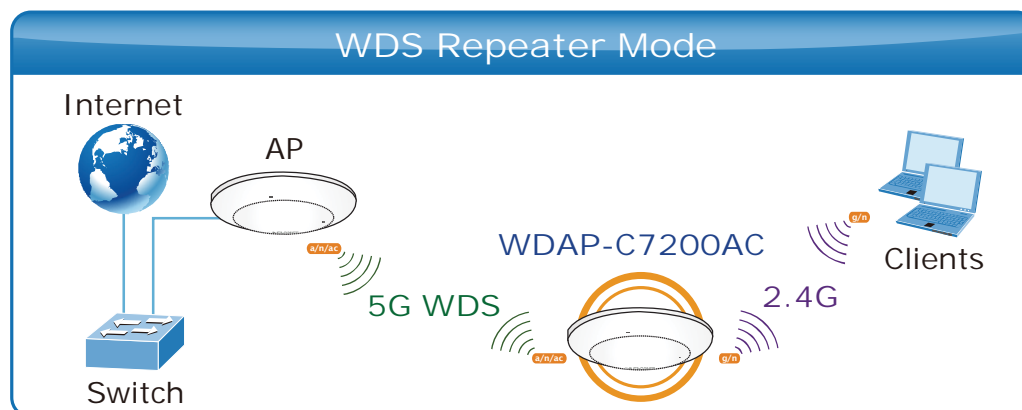 WDS Repeater Mode
Internet
AP
a/n/ac
5G WDS
Switch
WDAP-C7200AC
a/n/ac
g/n
2.4G
g/n
Clients